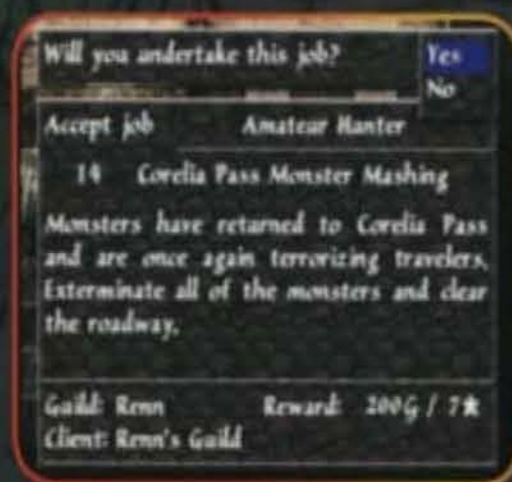 Will you undertake this job?
Yes
No
Accept job Amateur Hunter
14 Corelia Pass Monster Mashing
Monsters have returned to Corelia Pass
and are once again terrorizing travelers.
Exterminate all of the monsters and clear
the roadway.
Guild: Renn Reward: 200G / 7★
Client: Renn's Guild